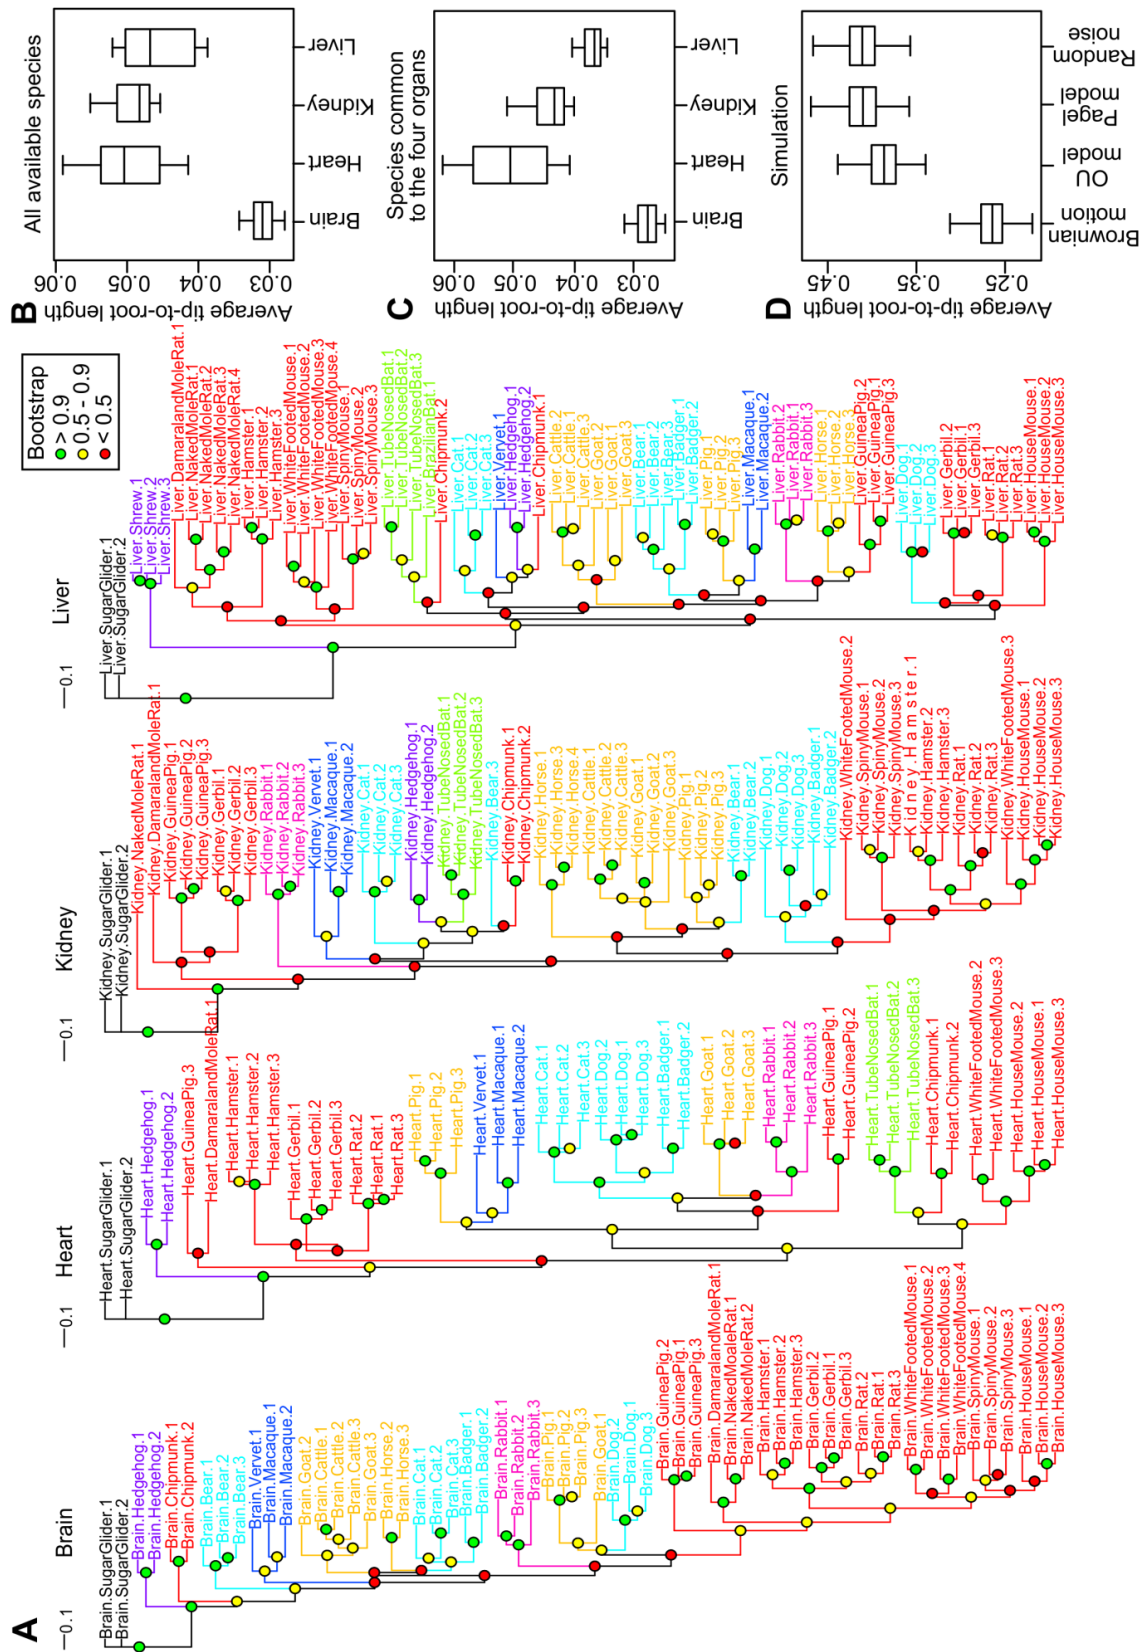 A
Brain
0.1
Brain.SugarGlider.1
Brain.SugarGlider.2
Brain.Hedgehog.1
Brain.Hedgehog.2
Brain.Chipmunk.1
Brain.Chipmunk.2
Brain.Bear.1
Brain.Bear.2
Brain.Bear.3
Brain.Vervet.1
Brain.Macaque.1
Brain.Macaque.2
Brain.Goat.2
Brain.Cattle.1
Brain.Cattle.2
Brain.Cattle.3
Brain.Goat.3
Brain.Horse.2
Brain.Horse.3
Brain.Cat.1
Brain.Cat.2
Brain.Cat.3
Brain.Badger.1
Brain.Badger.2
Brain.Rabbit.1
Brain.Rabbit.2
Brain.Rabbit.3
Brain.Pig.1
Brain.Pig.2
Brain.Pig.3
Brain.Goat.1
Brain.Dog.2
Brain.Dog.1
Brain.Dog.3
Brain.GuineaPig.2
Brain.GuineaPig.1
Brain.GuineaPig.3
Brain.DamaralandMoleRat.1
Brain.NakedMoaleRat.1
Brain.NakedMoleRat.2
Brain.Hamster.1
Brain.Hamster.2
Brain.Hamster.3
Brain.Gerbil.2
Brain.Gerbil.1
Brain.Gerbil.3
Brain.Rat.2
Brain.Rat.1
Brain.Rat.3
Brain.WhiteFootedMouse.1
Brain.WhiteFootedMouse.2
Brain.WhiteFootedMouse.3
Brain.WhiteFootedMouse.4
Brain.SpinyMouse.1
Brain.SpinyMouse.2
Brain.SpinyMouse.3
Brain.HouseMouse.1
Brain.HouseMouse.2
Brain.HouseMouse.3
Heart
0.1
Heart.SugarGlider.1
Heart.SugarGlider.2
Heart.Hedgehog.1
Heart.Hedgehog.2
Heart.GuineaPig.3
Heart.DamaralandMoleRat.1
Heart.Hamster.1
Heart.Hamster.2
Heart.Hamster.3
Heart.Gerbil.1
Heart.Gerbil.2
Heart.Gerbil.3
Heart.Rat.2
Heart.Rat.1
Heart.Rat.3
Heart.Pig.1
Heart.Pig.2
Heart.Pig.3
Heart.Vervet.1
Heart.Macaque.1
Heart.Macaque.2
Heart.Cat.1
Heart.Cat.2
Heart.Cat.3
Heart.Dog.2
Heart.Dog.1
Heart.Dog.3
Heart.Badger.1
Heart.Badger.2
Heart.Goat.1
Heart.Goat.2
Heart.Goat.3
Heart.Rabbit.1
Heart.Rabbit.2
Heart.Rabbit.3
Heart.GuineaPig.1
Heart.GuineaPig.2
Heart.TubeNosedBat.1
Heart.TubeNosedBat.2
Heart.TubeNosedBat.3
Heart.Chipmunk.1
Heart.Chipmunk.2
Heart.WhiteFootedMouse.2
Heart.WhiteFootedMouse.3
Heart.HouseMouse.2
Heart.HouseMouse.1
Heart.HouseMouse.3
Kidney
0.1
Kidney.SugarGlider.1
Kidney.SugarGlider.2
Kidney.NakedMoleRat.1
Kidney.DamaralandMoleRat.1
Kidney.GuineaPig.1
Kidney.GuineaPig.2
Kidney.GuineaPig.3
Kidney.Gerbil.1
Kidney.Gerbil.2
Kidney.Gerbil.3
Kidney.Rabbit.1
Kidney.Rabbit.2
Kidney.Rabbit.3
Kidney.Vervet.1
Kidney.Macaque.1
Kidney.Macaque.2
Kidney.Cat.1
Kidney.Cat.2
Kidney.Cat.3
Kidney.Hedgehog.1
Kidney.Hedgehog.2
Kidney.TubeNosedBat.1
Kidney.TubeNosedBat.2
Kidney.TubeNosedBat.3
Kidney.Bear.3
Kidney.Chipmunk.1
Kidney.Chipmunk.2
Kidney.Horse.1
Kidney.Horse.3
Kidney.Horse.4
Kidney.Cattle.1
Kidney.Cattle.2
Kidney.Cattle.3
Kidney.Goat.1
Kidney.Goat.2
Kidney.Goat.3
Kidney.Pig.1
Kidney.Pig.2
Kidney.Pig.3
Kidney.Bear.1
Kidney.Bear.2
Kidney.Dog.1
Kidney.Dog.2
Kidney.Dog.3
Kidney.Badger.1
Kidney.Badger.2
Kidney.WhiteFootedMouse.2
Kidney.SpinyMouse.1
Kidney.SpinyMouse.2
Kidney.SpinyMouse.3
Kidney.Hamster.1
Kidney.Hamster.2
Kidney.Hamster.3
Kidney.Rat.1
Kidney.Rat.2
Kidney.Rat.3
Kidney.WhiteFootedMouse.3
Kidney.HouseMouse.1
Kidney.HouseMouse.2
Kidney.HouseMouse.3
Liver
0.1
Liver.SugarGlider.1
Liver.SugarGlider.2
Liver.Shrew.1
Liver.Shrew.2
Liver.Shrew.3
Liver.DamaralandMoleRat.1
Liver.NakedMoleRat.1
Liver.NakedMoleRat.2
Liver.NakedMoleRat.3
Liver.NakedMoleRat.4
Liver.Hamster.1
Liver.Hamster.2
Liver.Hamster.3
Liver.WhiteFootedMouse.1
Liver.WhiteFootedMouse.2
Liver.WhiteFootedMouse.3
Liver.WhiteFootedMouse.4
Liver.SpinyMouse.1
Liver.SpinyMouse.2
Liver.SpinyMouse.3
Liver.TubeNosedBat.1
Liver.TubeNosedBat.2
Liver.TubeNosedBat.3
Liver.BrazilianBat.1
Liver.Chipmunk.2
Liver.Cat.1
Liver.Cat.2
Liver.Cat.3
Liver.Vervet.1
Liver.Hedgehog.1
Liver.Hedgehog.2
Liver.Chipmunk.1
Liver.Cattle.1
Liver.Cattle.2
Liver.Cattle.3
Liver.Goat.1
Liver.Goat.2
Liver.Goat.3
Liver.Bear.1
Liver.Bear.2
Liver.Bear.3
Liver.Badger.1
Liver.Badger.2
Liver.Pig.1
Liver.Pig.2
Liver.Pig.3
Liver.Macaque.1
Liver.Macaque.2
Liver.Rabbit.2
Liver.Rabbit.1
Liver.Rabbit.3
Liver.Horse.1
Liver.Horse.2
Liver.Horse.3
Liver.GuineaPig.2
Liver.GuineaPig.1
Liver.GuineaPig.3
Liver.Dog.1
Liver.Dog.2
Liver.Dog.3
Liver.Gerbil.2
Liver.Gerbil.1
Liver.Gerbil.3
Liver.Rat.1
Liver.Rat.2
Liver.Rat.3
Liver.HouseMouse.1
Liver.HouseMouse.2
Liver.HouseMouse.3
Bootstrap
> 0.9
0.5 - 0.9
< 0.5
B
All available species
Average tip-to-root length
0.03
0.04
0.05
0.06
Brain
Heart
Kidney
Liver
C
Species common
to the four organs
Average tip-to-root length
0.03
0.04
0.05
0.06
Brain
Heart
Kidney
Liver
D
Simulation
Average tip-to-root length
0.25
0.35
0.45
Brownian
motion
OU
model
Pagel
model
Random
noise